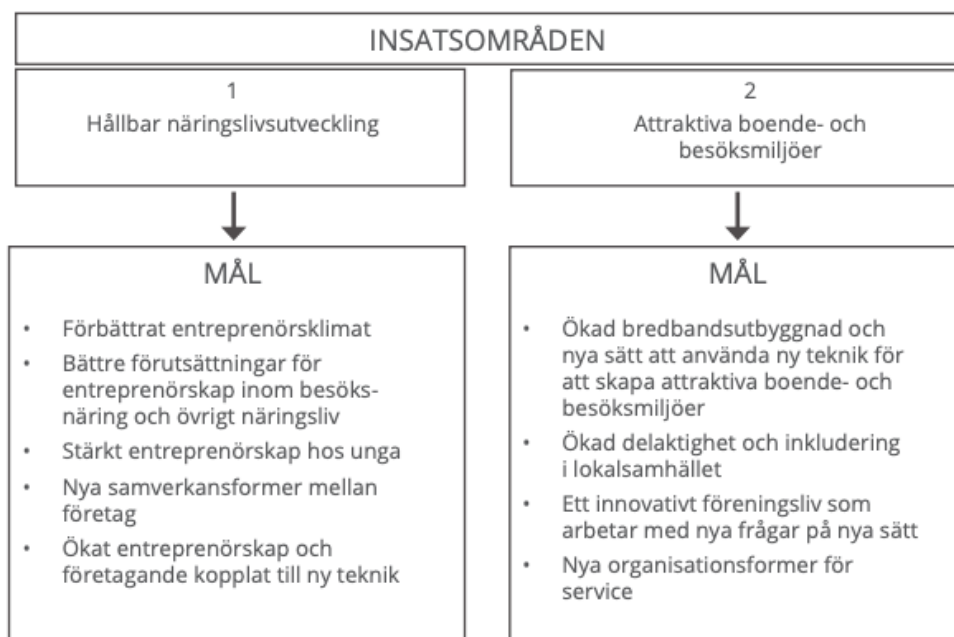 INSATSOMRÅDEN
1
Hållbar näringslivsutveckling
2
Attraktiva boende- och
besöksmiljöer
MÅL
• Förbättrat entreprenörsklimat
• Bättre förutsättningar för
entreprenörskap inom besöks-
näring och övrigt näringsliv
• Stärkt entreprenörskap hos unga
• Nya samverkansformer mellan
företag
• Ökat entreprenörskap och
företagande kopplat till ny teknik
MÅL
• Ökad bredbandsutbyggnad och
nya sätt att använda ny teknik för
att skapa attraktiva boende- och
besöksmiljöer
• Ökad delaktighet och inkludering
i lokalsamhället
• Ett innovativt föreningsliv som
arbetar med nya frågar på nya sätt
• Nya organisationsformer för
service